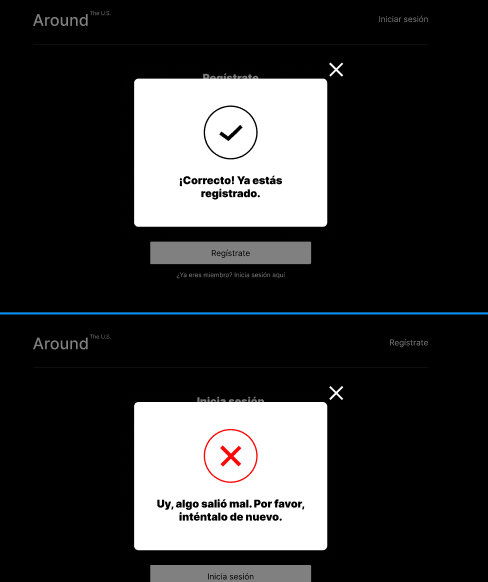 Around The U.S.
Iniciar sesión
Regístrate
¡Correcto! Ya estás
registrado.
Regístrate
¿Ya eres miembro? Inicia sesión aquí
Around The U.S.
Regístrate
Inicia sesión
Uy, algo salió mal. Por favor,
inténtalo de nuevo.
Inicia sesión